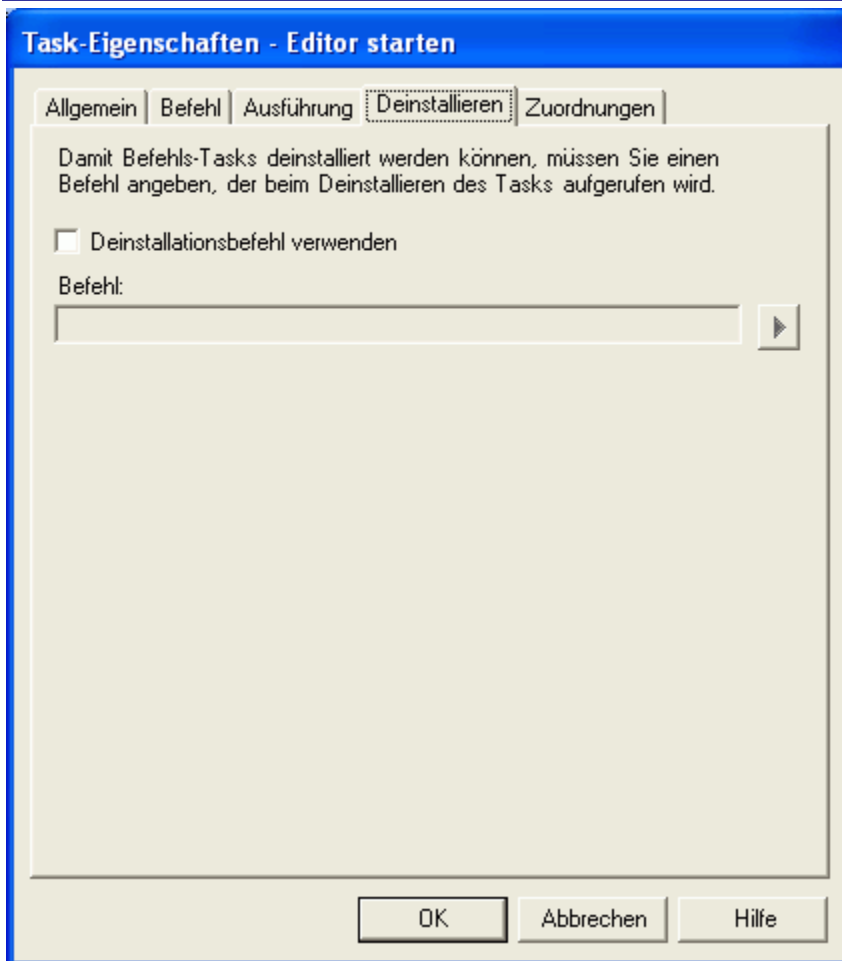 Task-Eigenschaften - Editor starten
Allgemein Befehl Ausführung Deinstallieren Zuordnungen
Damit Befehls-Tasks deinstalliert werden können, müssen Sie einen
Befehl angeben, der beim Deinstallieren des Tasks aufgerufen wird.
Deinstallationsbefehl verwenden
Befehl:
OK Abbrechen Hilfe